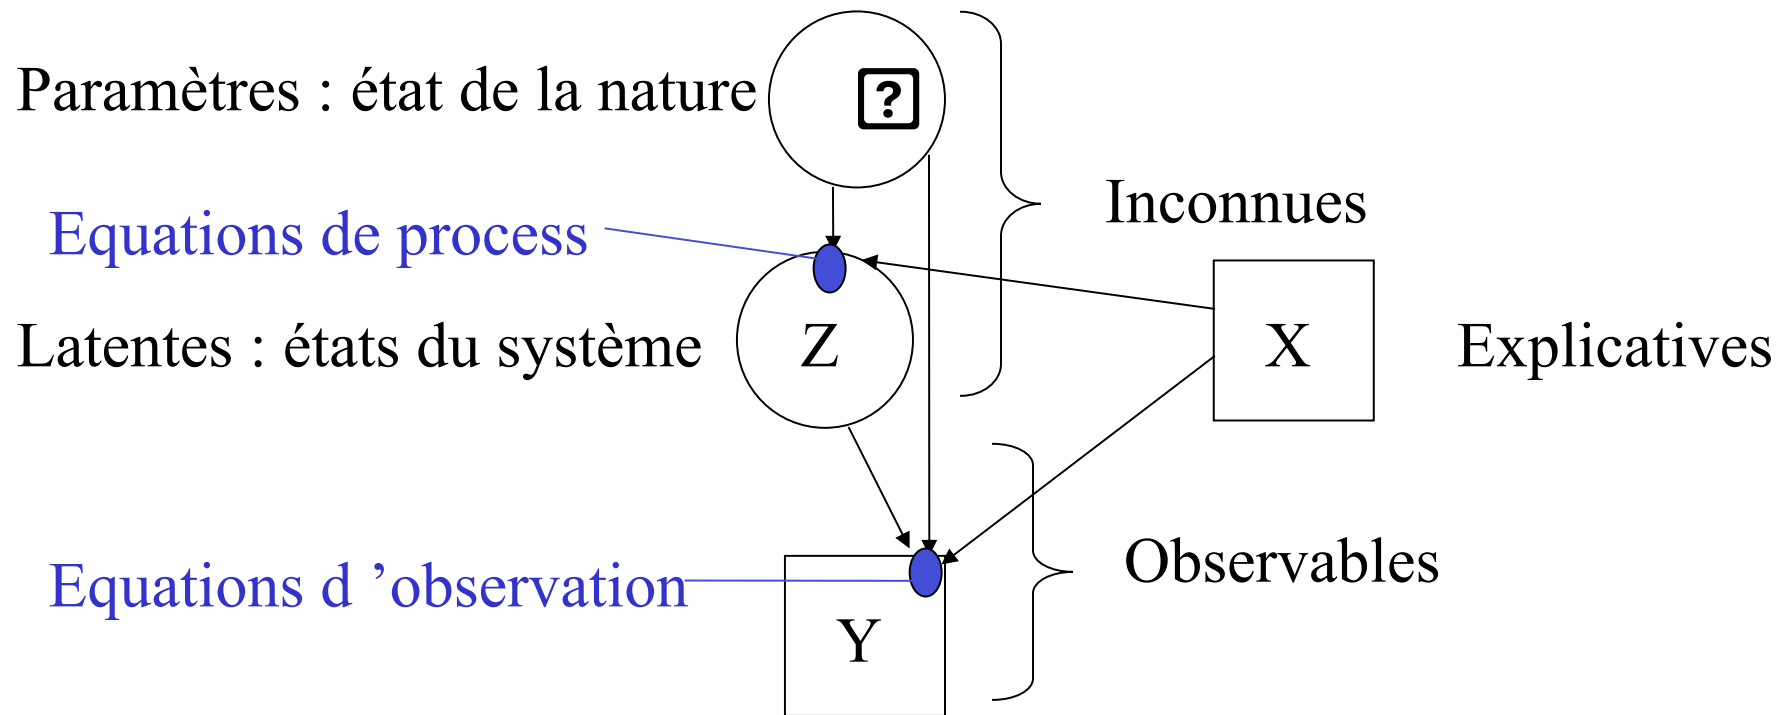 Paramètres : état de la nature
?
Equations de process
Inconnues
Latentes : états du système
Z
X
Explicatives
Equations d ’observation
Observables
Y